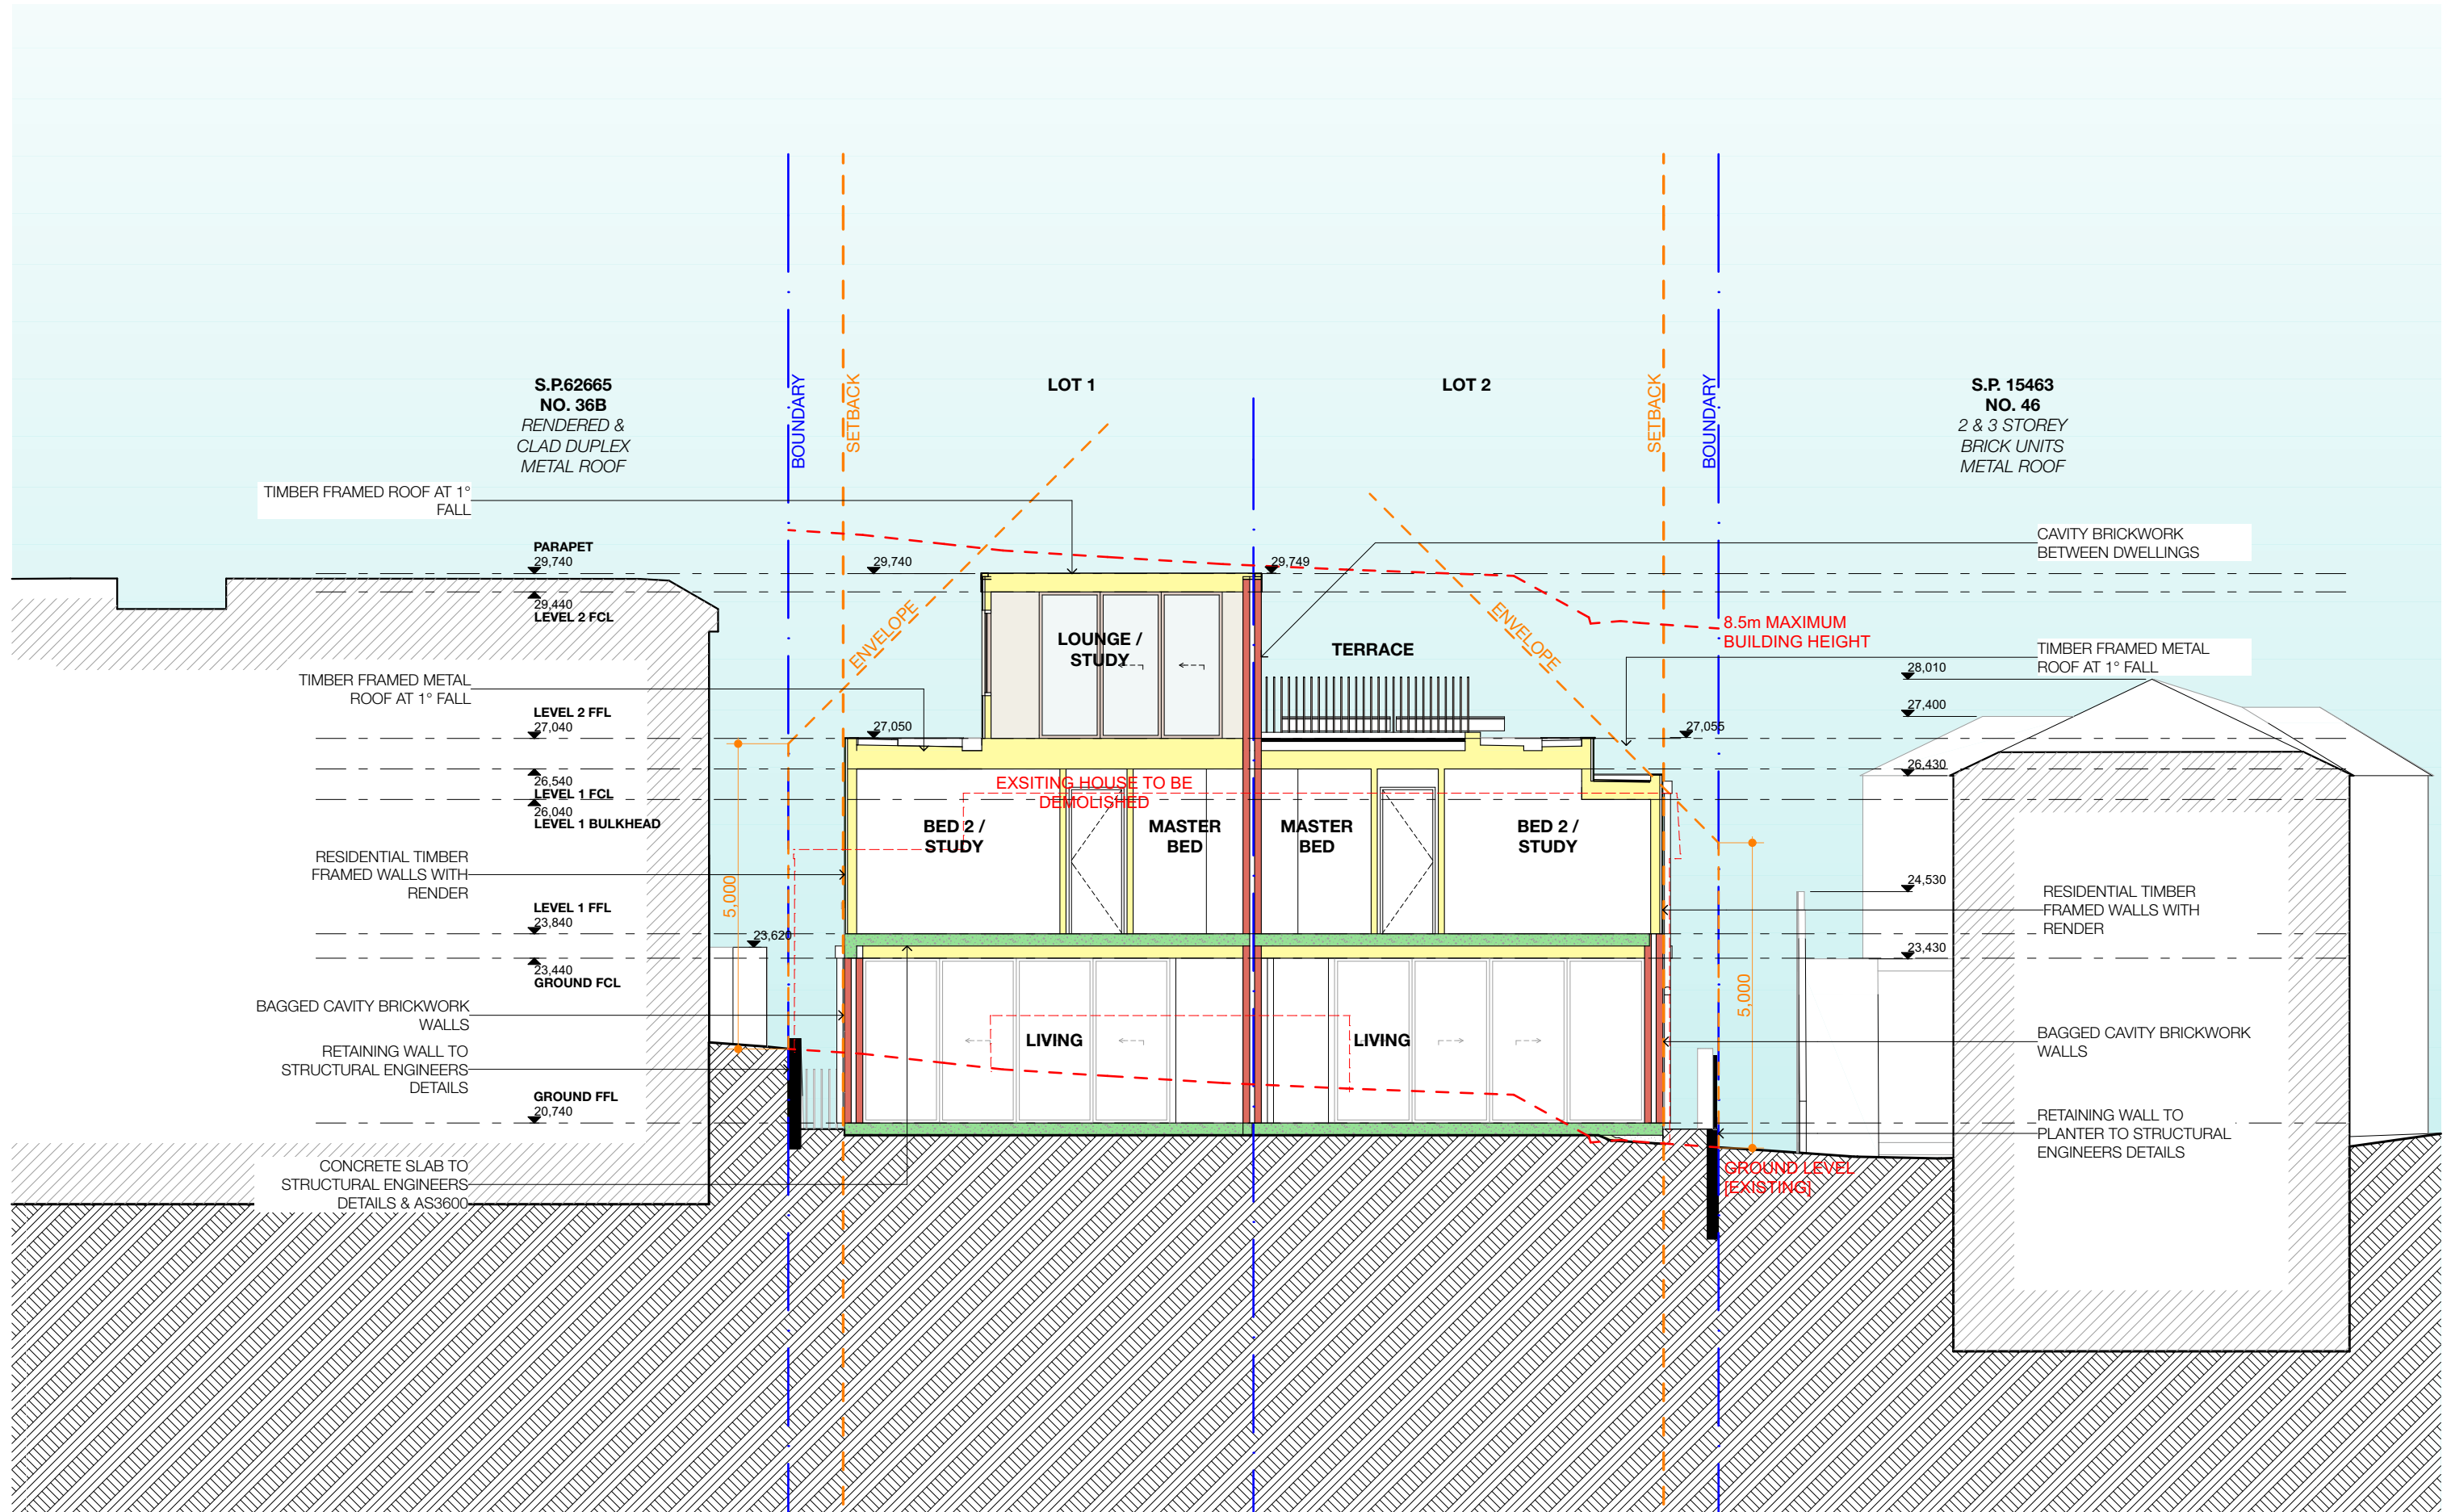 S.P.62665
NO. 36B
RENDERED &
CLAD DUPLEX
METAL ROOF
BOUNDARY
SETBACK
LOT 1
LOT 2
SETBACK
BOUNDARY
S.P. 15463
NO. 46
2 & 3 STOREY
BRICK UNITS
METAL ROOF
TIMBER FRAMED ROOF AT 1°
FALL
CAVITY BRICKWORK
BETWEEN DWELLINGS
PARAPET
29,740
29,740
29,749
29,440
LEVEL 2 FCL
ENVELOPE
LOUNGE /
STUDY
TERRACE
ENVELOPE
8.5m MAXIMUM
BUILDING HEIGHT
TIMBER FRAMED METAL
ROOF AT 1° FALL
28,010
TIMBER FRAMED METAL
ROOF AT 1° FALL
27,400
LEVEL 2 FFL
27,040
27,050
27,055
26,540
LEVEL 1 FCL
26,040
LEVEL 1 BULKHEAD
EXSITING HOUSE TO BE
DEMOLISHED
26,430
BED 2 /
STUDY
MASTER
BED
MASTER
BED
BED 2 /
STUDY
RESIDENTIAL TIMBER
FRAMED WALLS WITH
RENDER
5,000
24,530
RESIDENTIAL TIMBER
FRAMED WALLS WITH
RENDER
LEVEL 1 FFL
23,840
23,620
23,430
23,440
GROUND FCL
5,000
BAGGED CAVITY BRICKWORK
WALLS
LIVING
LIVING
BAGGED CAVITY BRICKWORK
WALLS
RETAINING WALL TO
STRUCTURAL ENGINEERS
DETAILS
GROUND FFL
20,740
RETAINING WALL TO
PLANTER TO STRUCTURAL
ENGINEERS DETAILS
CONCRETE SLAB TO
STRUCTURAL ENGINEERS
DETAILS & AS3600
GROUND LEVEL
[EXISTING]